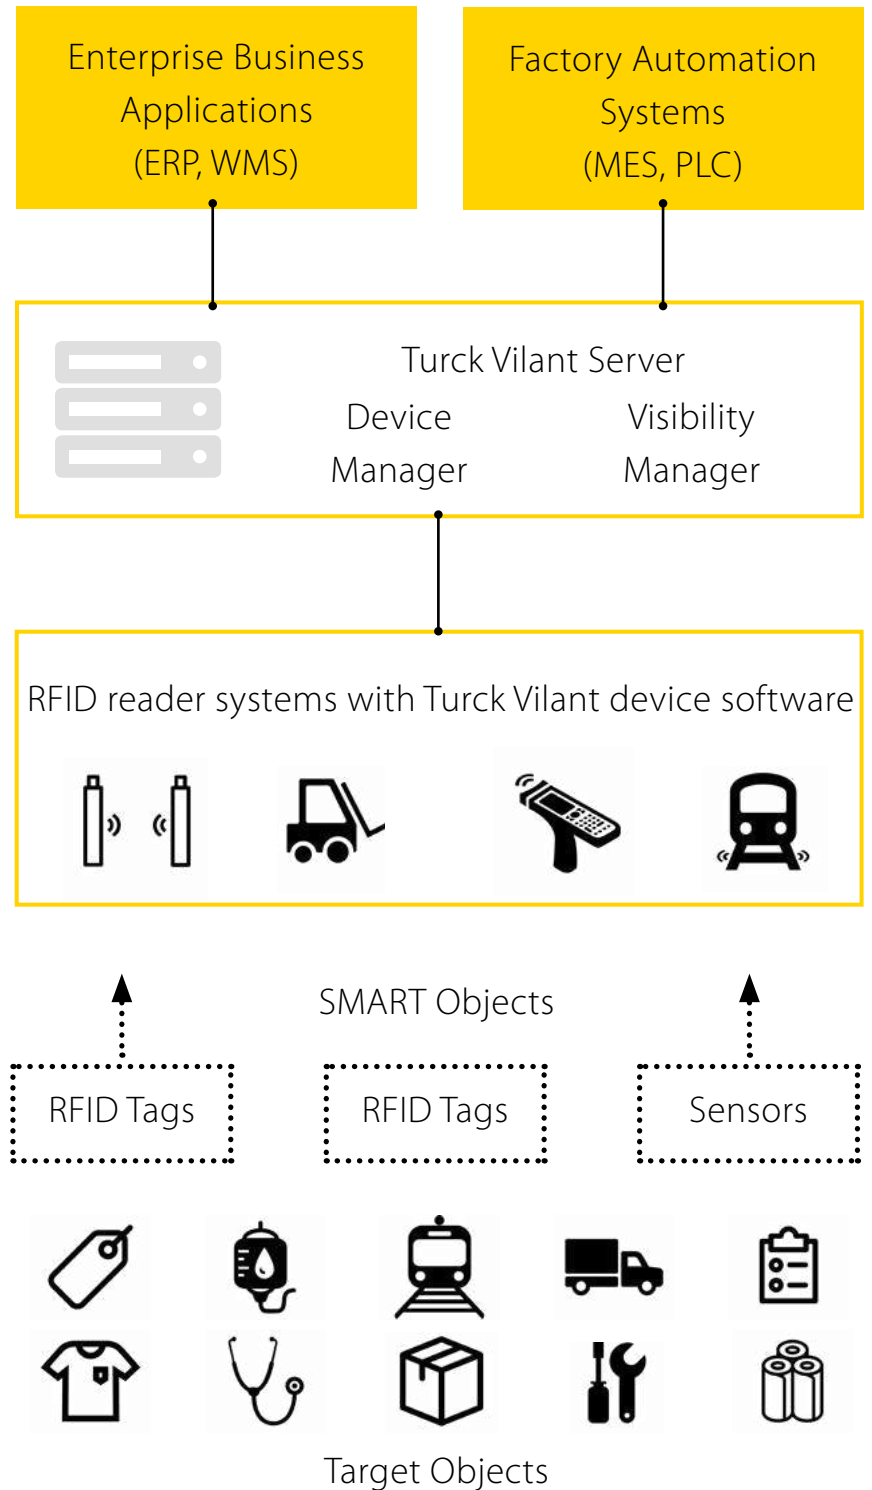 Enterprise Business
Applications
(ERP, WMS)
Factory Automation
Systems
(MES, PLC)
Turck Vilant Server
Device
Manager
Visibility
Manager
RFID reader systems with Turck Vilant device software
SMART Objects
RFID Tags
RFID Tags
Sensors
Target Objects